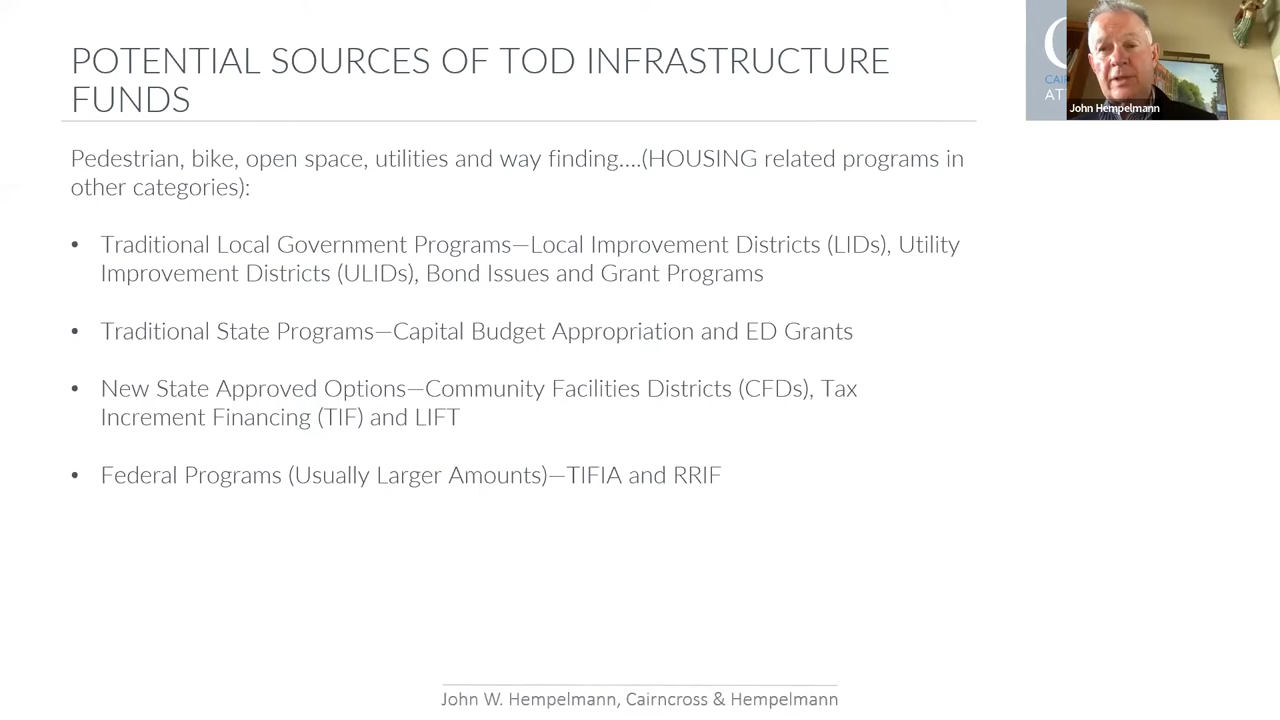 POTENTIAL SOURCES OF TOD INFRASTRUCTURE
FUNDS
Pedestrian, bike, open space, utilities and way finding....(HOUSING related programs in
other categories):
• Traditional Local Government Programs—Local Improvement Districts (LIDs), Utility
Improvement Districts (ULIDs), Bond Issues and Grant Programs
• Traditional State Programs—Capital Budget Appropriation and ED Grants
• New State Approved Options—Community Facilities Districts (CFDs), Tax
Increment Financing (TIF) and LIFT
• Federal Programs (Usually Larger Amounts)—TIFIA and RRIF
John W. Hempelmann, Cairncross & Hempelmann
John Hempelmann